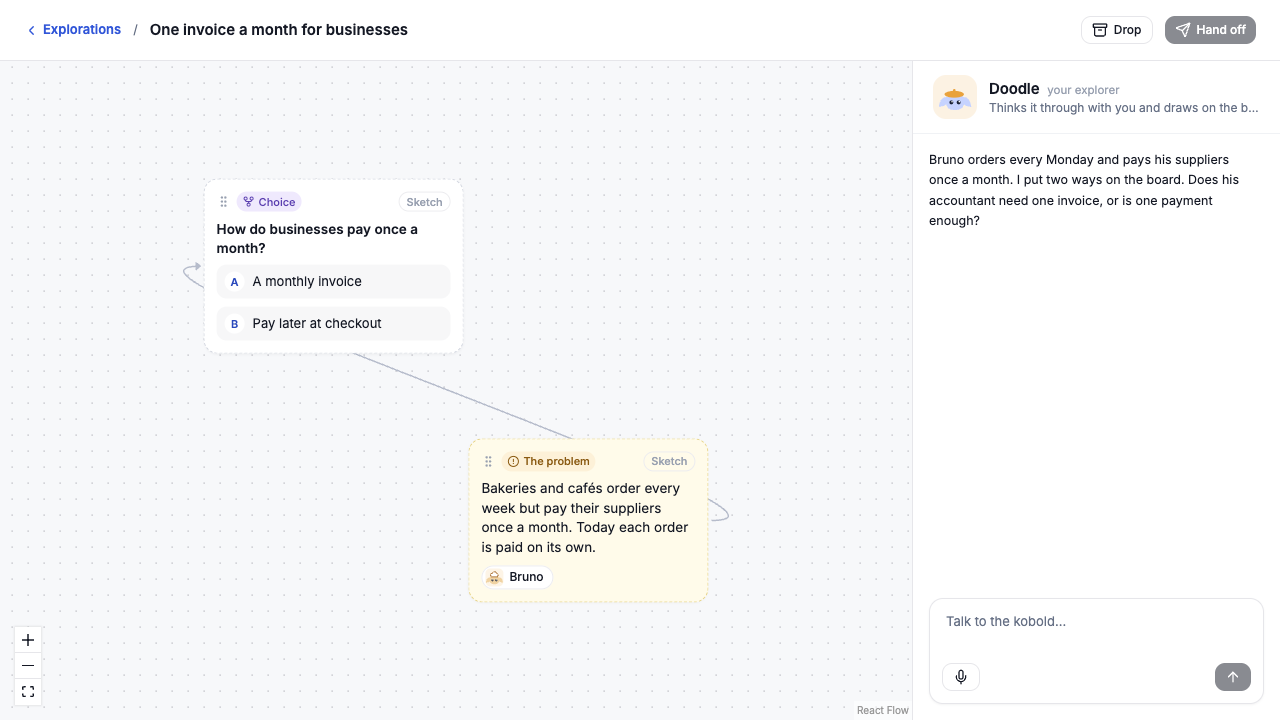 Explorations / One invoice a month for businesses
Drop
Hand off
Choice
Sketch
How do businesses pay once a
month?
A A monthly invoice
B Pay later at checkout
The problem
Sketch
Bakeries and cafés order every
week but pay their suppliers
once a month. Today each order
is paid on its own.
Bruno
React Flow
Doodle your explorer
Thinks it through with you and draws on the b...
Bruno orders every Monday and pays his suppliers
once a month. I put two ways on the board. Does his
accountant need one invoice, or is one payment
enough?
Talk to the kobold...